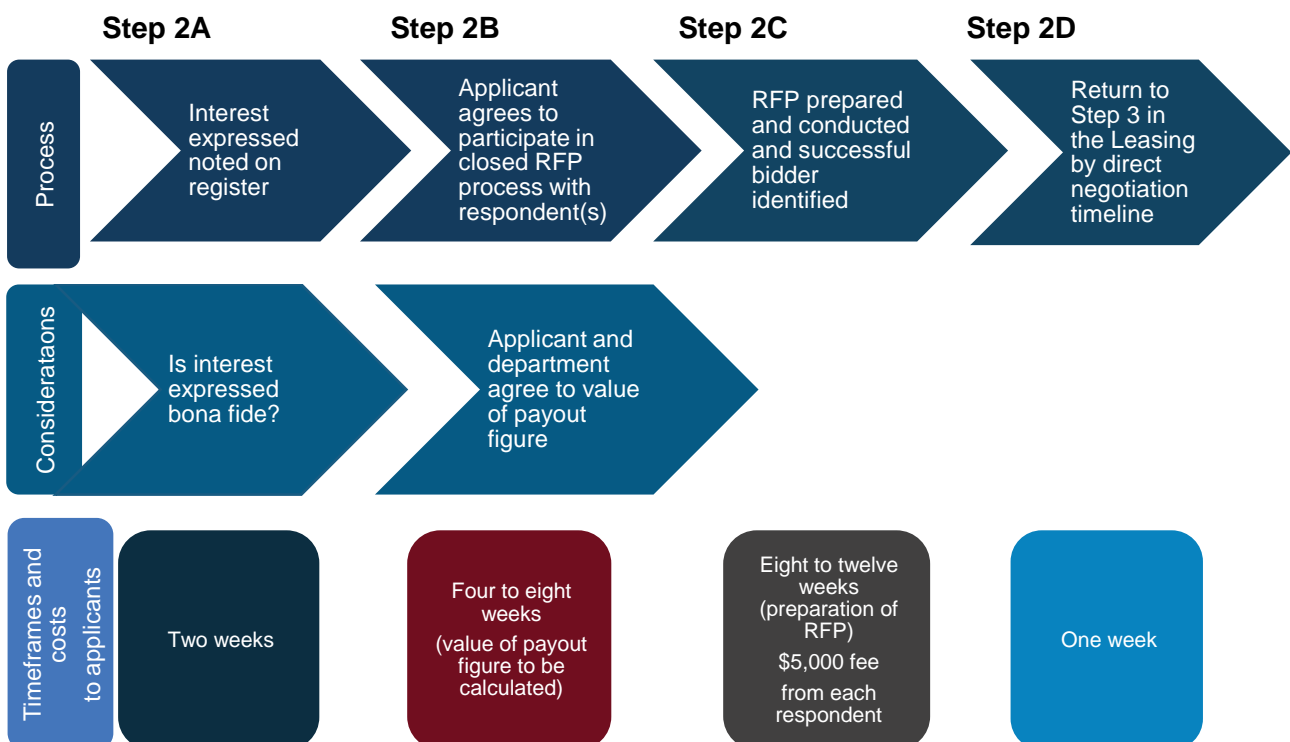 Step 2A
Step 2B
Step 2C
Step 2D
Process
Interest
expressed
noted on
register
Applicant
agrees to
participate in
closed RFP
process with
respondent(s)
RFP prepared
and conducted
and successful
bidder
identified
Return to
Step 3 in
the Leasing
by direct
negotiation
timeline
Considerataons
Is interest
expressed
bona fide?
Applicant and
department
agree to value
of payout
figure
Timeframes and
costs
to applicants
Two weeks
Four to eight
weeks
(value of payout
figure to be
calculated)
Eight to twelve
weeks
(preparation of
RFP)
$5,000 fee
from each
respondent
One week